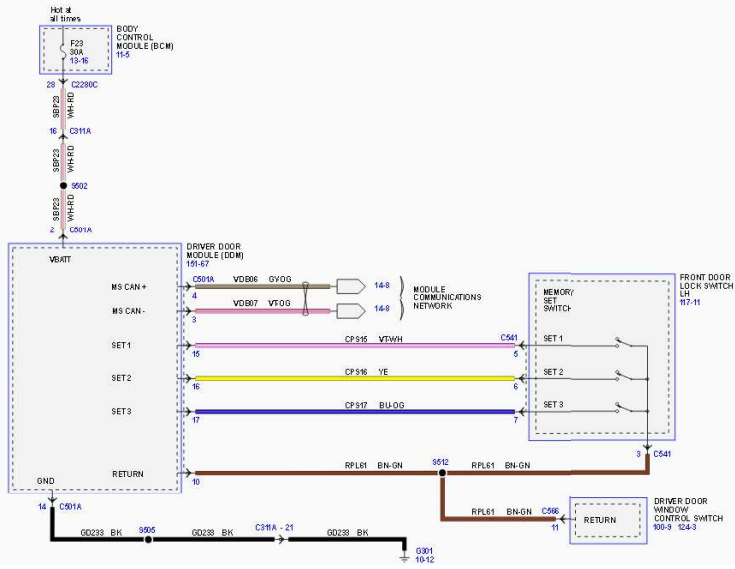 Hot at
all times
F23
30A
13-16
BODY
CONTROL
MODULE (BCM)
11-5
28 C2280C
SBP23 WH-RD
16 C311A
SBP23 WH-RD
S502
SBP23 WH-RD
2 C501A
VBATT
DRIVER DOOR
MODULE (DDM)
151-67
MS CAN +
C501A
4
VDB06 GY-OG
14-8
MS CAN -
3
VDB07 VT-OG
14-8
MODULE
COMMUNICATIONS
NETWORK
FRONT DOOR
LOCK SWITCH
LH
117-11
MEMORY
SET
SWITCH
SET 1
15
CPS15 VT-WH
C541
5
SET 1
SET 2
16
CPS16 YE
6
SET 2
SET 3
17
CPS17 BU-OG
7
SET 3
RETURN
10
RPL61 BN-GN
S512
RPL61 BN-GN
3 C541
GND
14 C501A
GD233 BK
S505
GD233 BK
C311A - 21
GD233 BK
G301
10-12
RPL61 BN-GN
C566
11
RETURN
DRIVER DOOR
WINDOW
CONTROL SWITCH
100-9 124-3